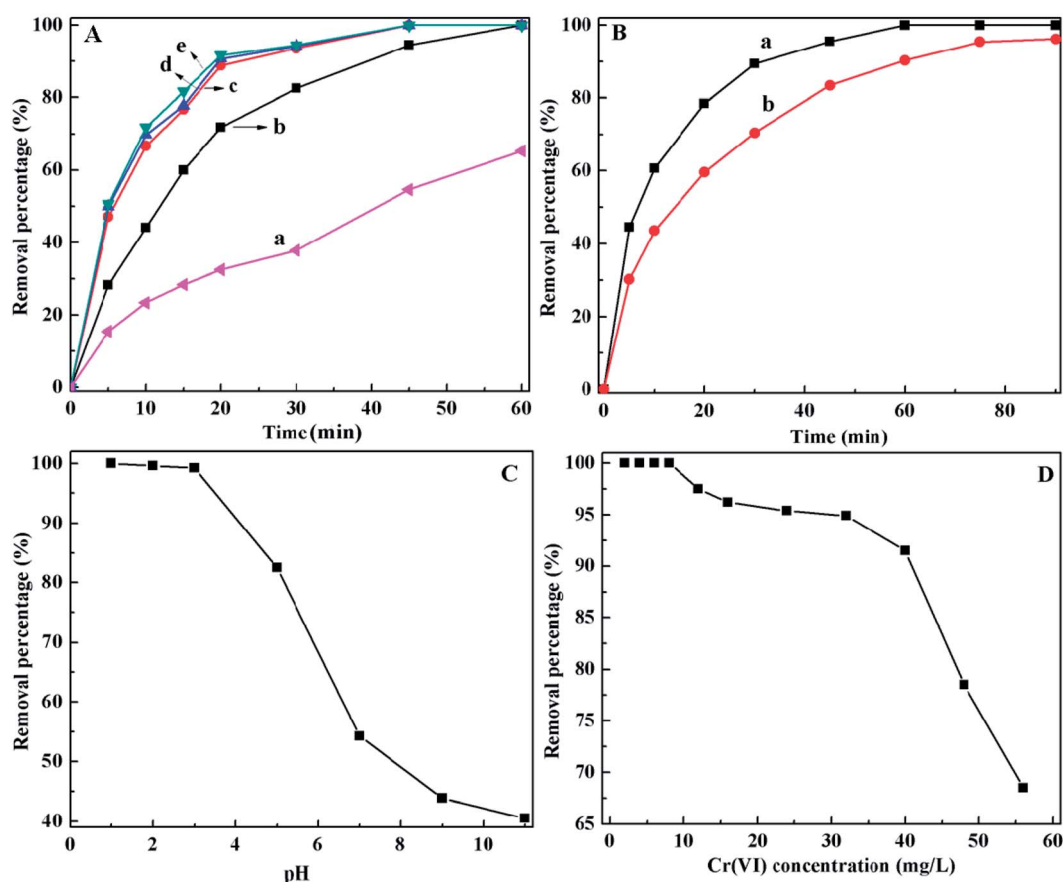 A
Removal percentage (%)
100
80
60
40
20
0
e
d
c
b
a
0 10 20 30 40 50 60
Time (min)
B
Removal percentage (%)
100
80
60
40
20
0
a
b
0 20 40 60 80
Time (min)
C
Removal percentage (%)
100
90
80
70
60
50
40
0 2 4 6 8 10
pH
D
Removal percentage (%)
100
95
90
85
80
75
70
65
0 10 20 30 40 50 60
Cr(VI) concentration (mg/L)